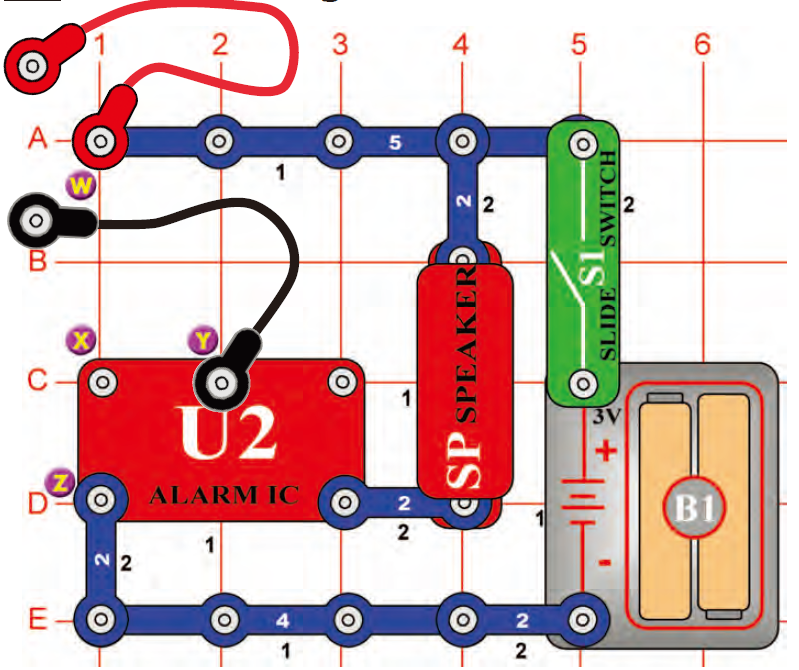 1 2 3 4 5 6
A 5
1
W 2 2 S1 SLIDE SWITCH 2
B
X Y SP SPEAKER
C 1
U2 3V
+
Z ALARM IC
D 2 B1
1 2 1
2 2 -
E 4 2
1 2